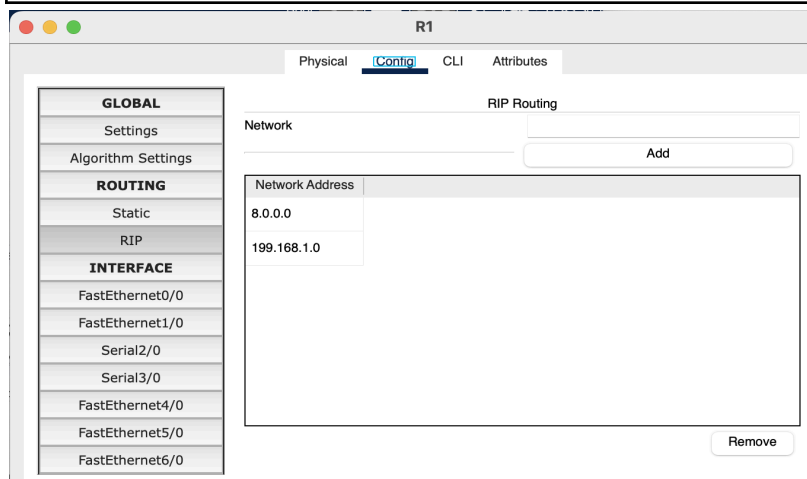 R1
Physical Config CLI Attributes
GLOBAL
Settings
Algorithm Settings
ROUTING
Static
RIP
INTERFACE
FastEthernet0/0
FastEthernet1/0
Serial2/0
Serial3/0
FastEthernet4/0
FastEthernet5/0
FastEthernet6/0
RIP Routing
Network
Add
Network Address
8.0.0.0
199.168.1.0
Remove